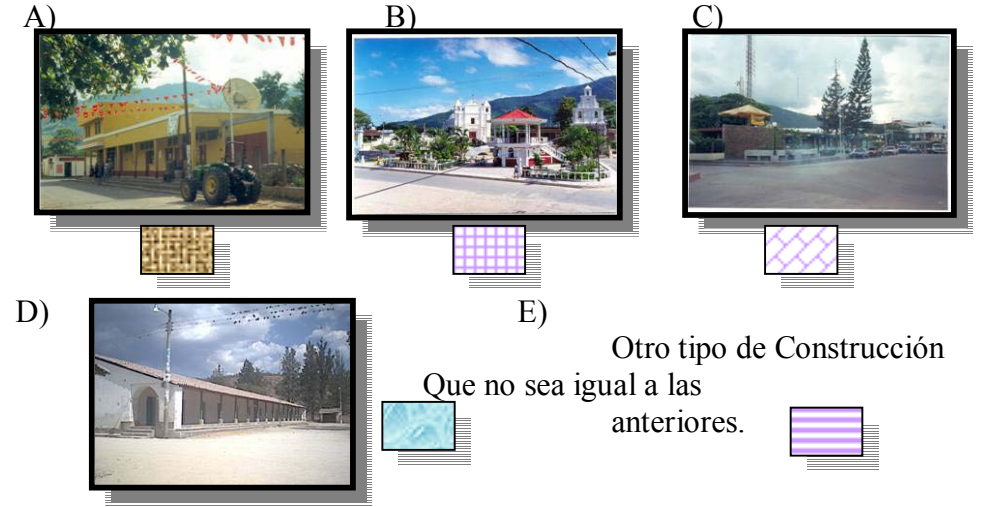 A)
B)
C)
D)
E)
Otro tipo de Construcción
Que no sea igual a las
anteriores.